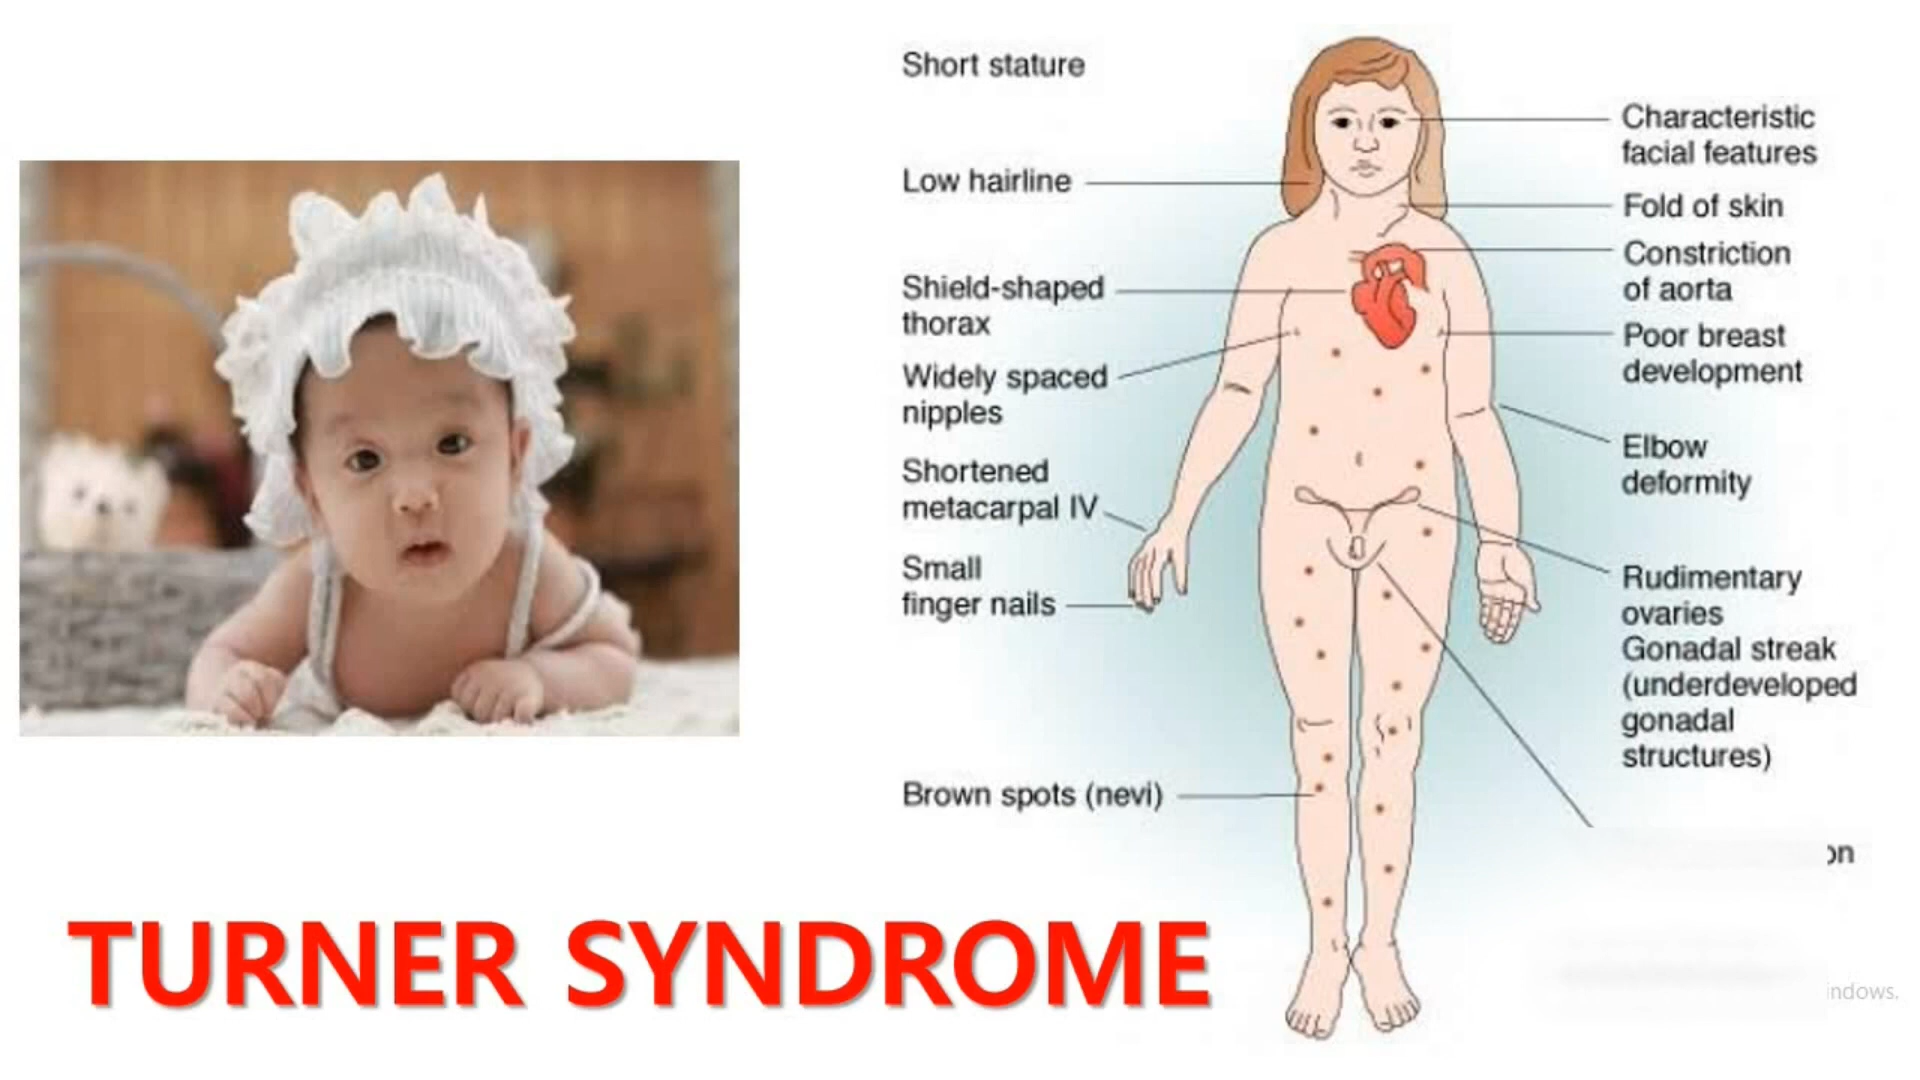 Short stature
Low hairline
Shield-shaped
thorax
Widely spaced
nipples
Shortened
metacarpal IV
Small
finger nails
Brown spots (nevi)
Characteristic
facial features
Fold of skin
Constriction
of aorta
Poor breast
development
Elbow
deformity
Rudimentary
ovaries
Gonadal streak
(underdeveloped
gonadal
structures)
TURNER SYNDROME